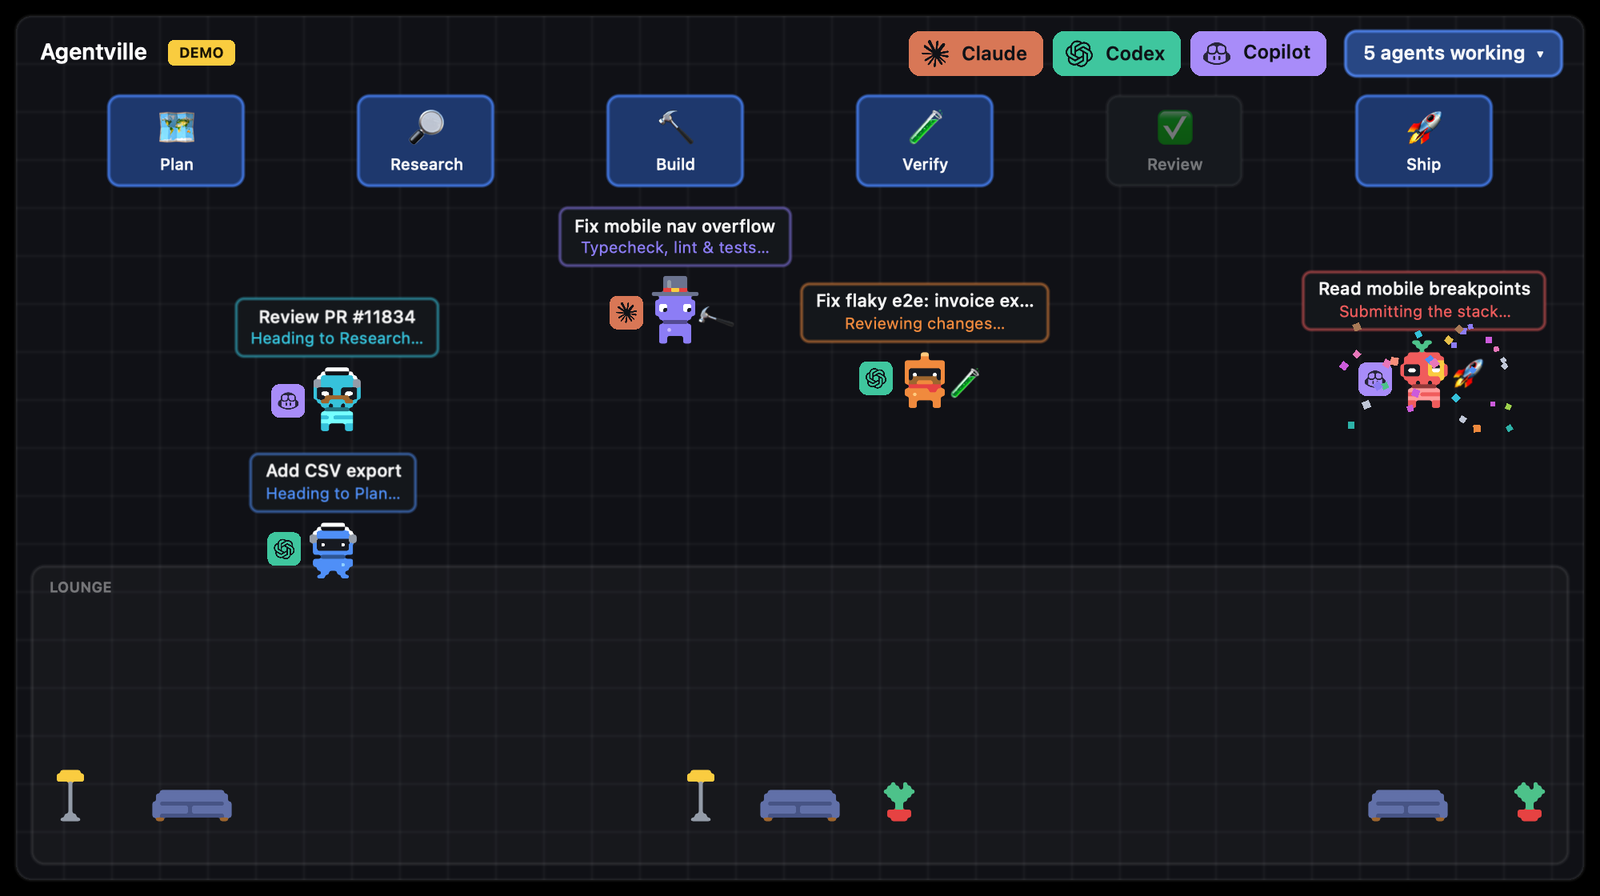 Agentville
DEMO
Claude
Codex
Copilot
5 agents working
Plan
Research
Build
Verify
Review
Ship
Fix mobile nav overflow
Typecheck, lint & tests...
Review PR #11834
Heading to Research...
Fix flaky e2e: invoice ex...
Reviewing changes...
Read mobile breakpoints
Submitting the stack...
Add CSV export
Heading to Plan...
LOUNGE